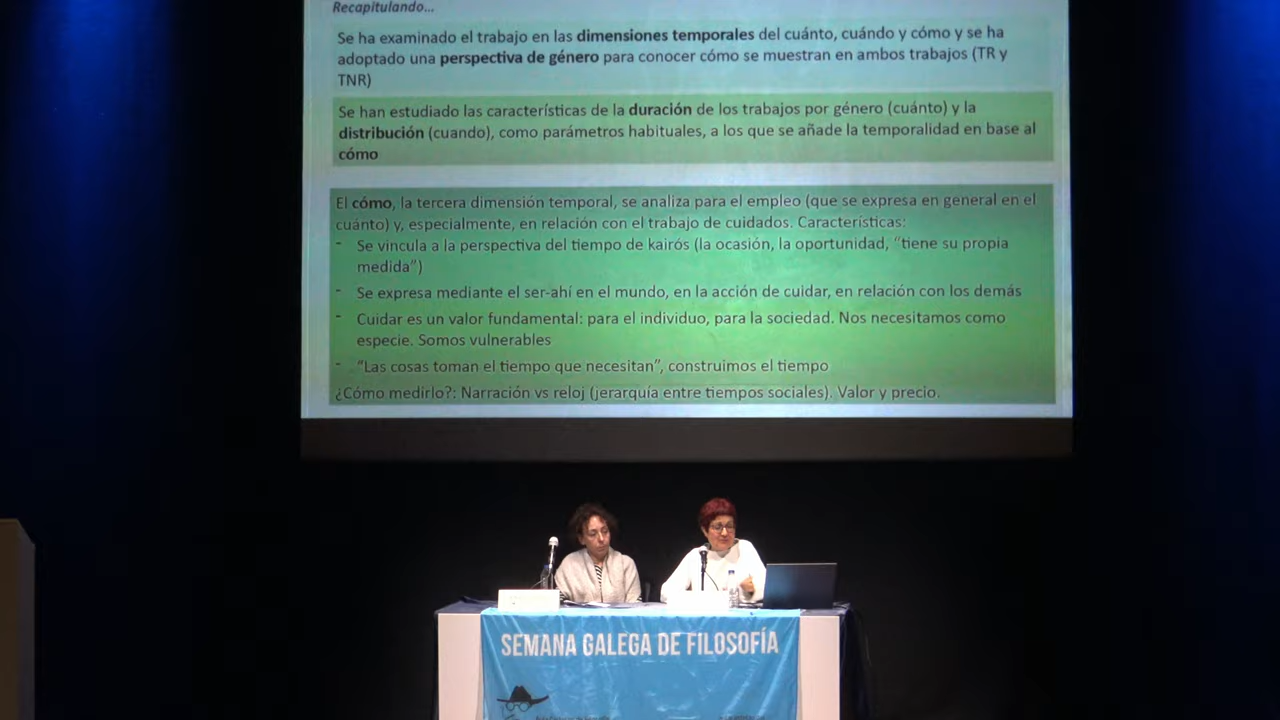 Recapitulando...
Se ha examinado el trabajo en las dimensiones temporales del cuánto, cuándo y cómo y se ha
adoptado una perspectiva de género para conocer cómo se muestran en ambos trabajos (TR y
TNR)
Se han estudiado las características de la duración de los trabajos por género (cuánto) y la
distribución (cuando), como parámetros habituales, a los que se añade la temporalidad en base al
cómo
El cómo, la tercera dimensión temporal, se analiza para el empleo (que se expresa en general en el
cuánto) y, especialmente, en relación con el trabajo de cuidados. Características:
- Se vincula a la perspectiva del tiempo de kairós (la ocasión, la oportunidad, “tiene su propia
medida”)
- Se expresa mediante el ser-ahí en el mundo, en la acción de cuidar, en relación con los demás
- Cuidar es un valor fundamental: para el individuo, para la sociedad. Nos necesitamos como
especie. Somos vulnerables
- “Las cosas toman el tiempo que necesitan”, construimos el tiempo
¿Cómo medirlo?: Narración vs reloj (jerarquía entre tiempos sociales). Valor y precio.
SEMANA GALEGA DE FILOSOFÍA